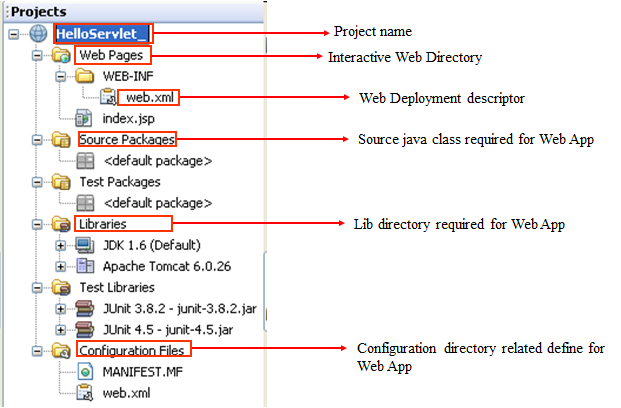 Projects
HelloServlet_ Project name
Web Pages Interactive Web Directory
WEB-INF
web.xml Web Deployment descriptor
index.jsp
Source Packages Source java class required for Web App
<default package>
Test Packages
<default package>
Libraries Lib directory required for Web App
JDK 1.6 (Default)
Apache Tomcat 6.0.26
Test Libraries
JUnit 3.8.2 - junit-3.8.2.jar
JUnit 4.5 - junit-4.5.jar
Configuration Files Configuration directory related define for
Web App
MANIFEST.MF
web.xml